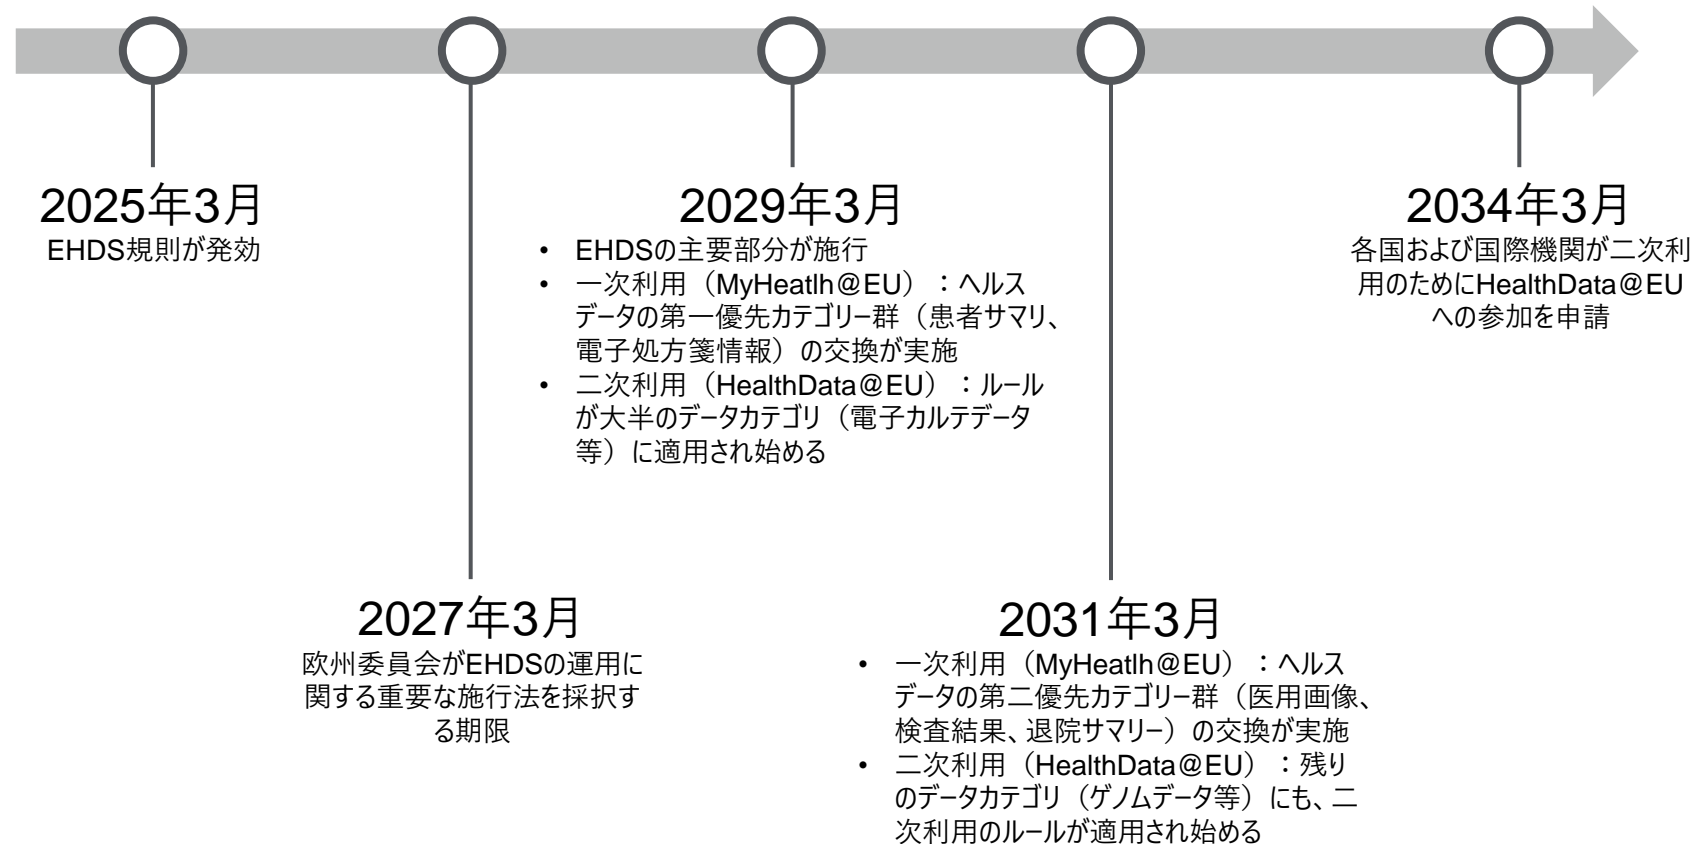 2025年3月
EHDS規則が発効
2027年3月
欧州委員会がEHDSの運用に
関する重要な施行法を採択す
る期限
2029年3月
• EHDSの主要部分が施行
• 一次利用（MyHeatlh@EU）：ヘルス
データの第一優先カテゴリー群（患者サマリ、
電子処方箋情報）の交換が実施
• 二次利用（HealthData@EU）：ルール
が大半のデータカテゴリ（電子カルテデータ
等）に適用され始める
2031年3月
• 一次利用（MyHeatlh@EU）：ヘルス
データの第二優先カテゴリー群（医用画像、
検査結果、退院サマリー）の交換が実施
• 二次利用（HealthData@EU）：残り
のデータカテゴリ（ゲノムデータ等）にも、二
次利用のルールが適用され始める
2034年3月
各国および国際機関が二次利
用のためにHealthData@EU
への参加を申請